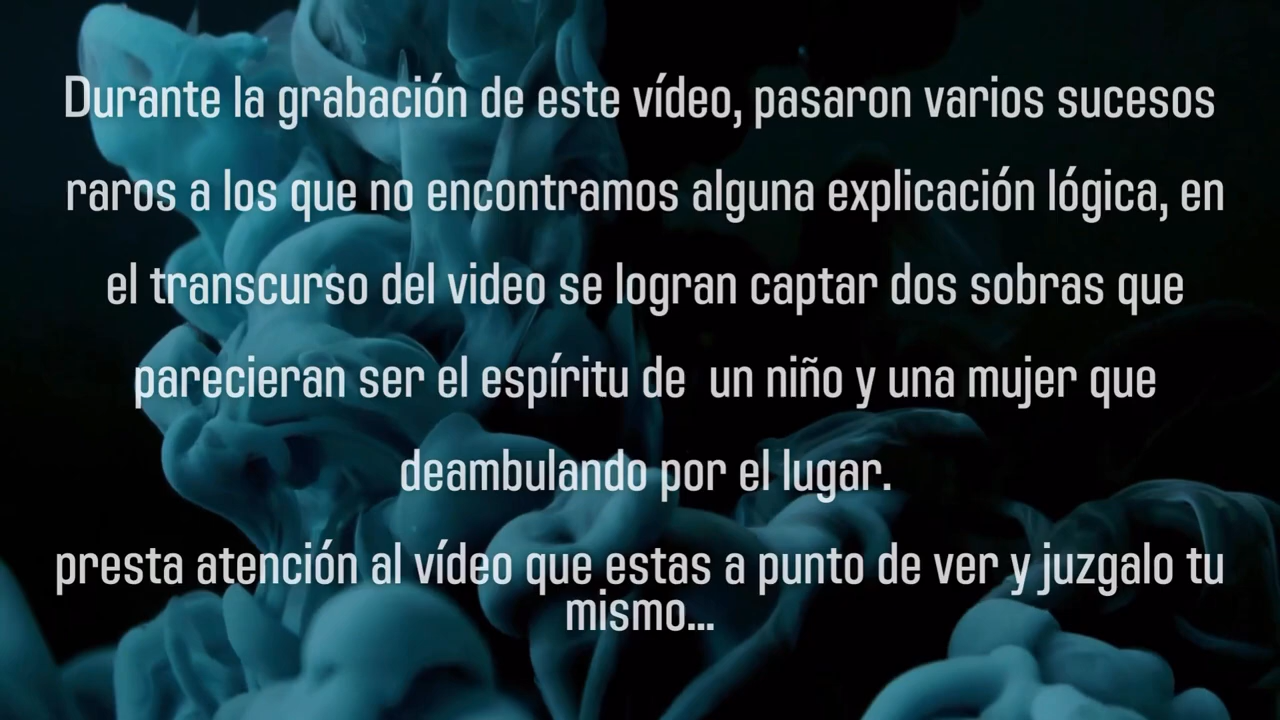 Durante la grabación de este vídeo, pasaron varios sucesos
raros a los que no encontramos alguna explicación lógica, en
el transcurso del video se logran captar dos sobras que
parecieran ser el espíritu de  un niño y una mujer que
deambulando por el lugar.
presta atención al vídeo que estas a punto de ver y juzgalo tu
mismo...